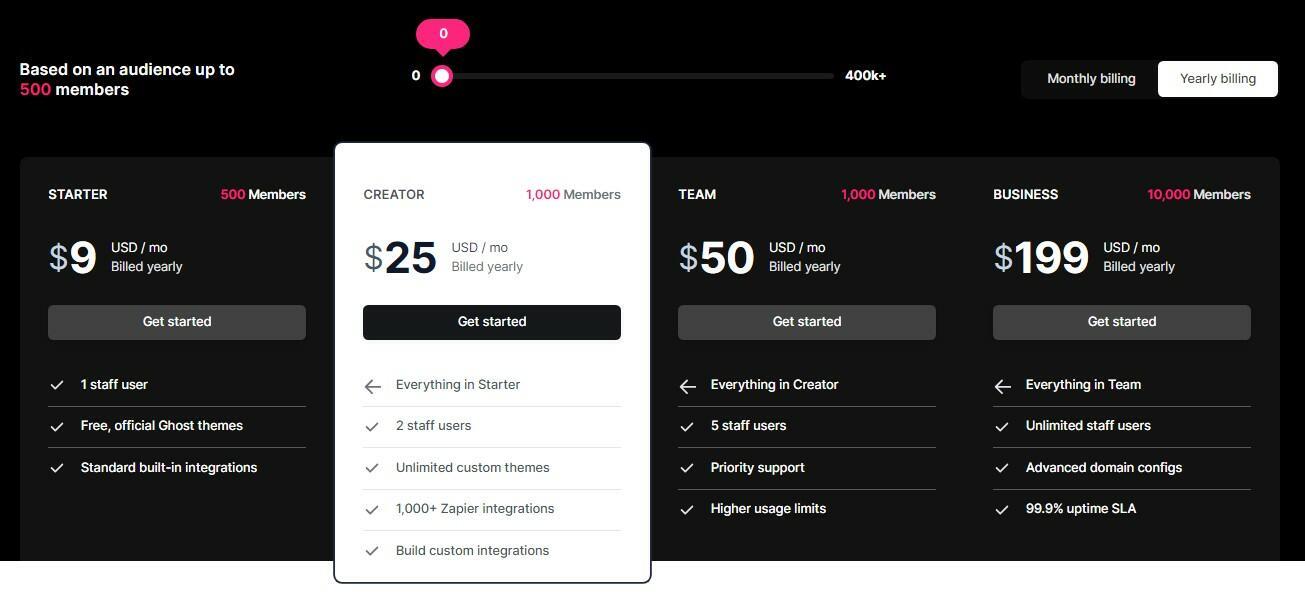 0
Based on an audience up to
500 members
0
400k+
Monthly billing
Yearly billing
STARTER
500 Members
$9
USD / mo
Billed yearly
Get started
1 staff user
Free, official Ghost themes
Standard built-in integrations
CREATOR
1,000 Members
$25
USD / mo
Billed yearly
Get started
Everything in Starter
2 staff users
Unlimited custom themes
1,000+ Zapier integrations
Build custom integrations
TEAM
1,000 Members
$50
USD / mo
Billed yearly
Get started
Everything in Creator
5 staff users
Priority support
Higher usage limits
BUSINESS
10,000 Members
$199
USD / mo
Billed yearly
Get started
Everything in Team
Unlimited staff users
Advanced domain configs
99.9% uptime SLA